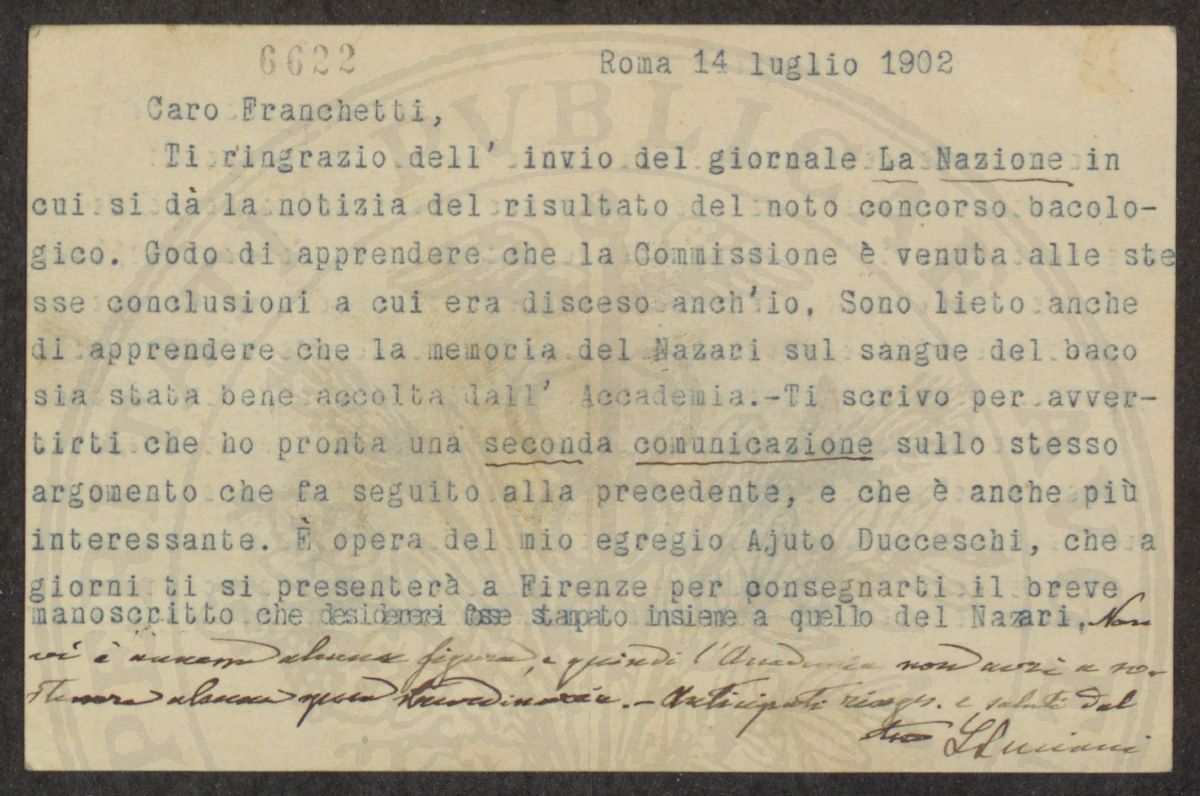 6622
Roma 14 luglio 1902
Caro Franchetti,
Ti ringrazio dell' invio del giornale La Nazione in
cui si dà la notizia del risultato del noto concorso bacolo-
gico. Godo di apprendere che la Commissione è venuta alle ste
sse conclusioni a cui era disceso anch'io, Sono lieto anche
di apprendere che la memoria del Nazari sul sangue del baco
sia stata bene accolta dall' Accademia.-Ti scrivo per avver-
tirti che ho pronta una seconda comunicazione sullo stesso
argomento che fa seguito alla precedente, e che è anche più
interessante. È opera del mio egregio Ajuto Ducceschi, che a
giorni ti si presenterà a Firenze per consegnarti il breve
manoscritto che desidererei fosse stampato insieme a quello del Nazari. Non
vi è annessa alcuna figura, e quindi l'Accademia non avrà a so-
stenere alcuna spesa straordinaria. - Anticipati ringr. e saluti dal
tuo LLuciani